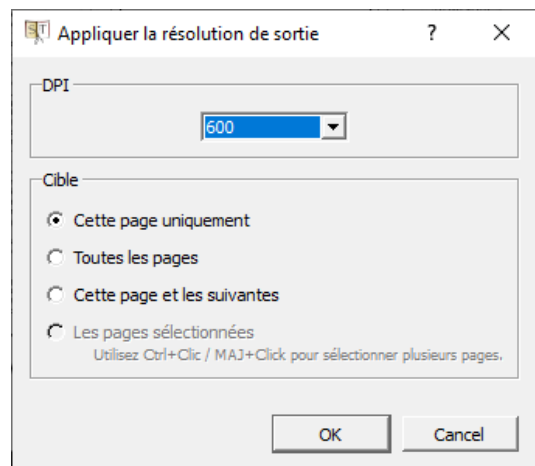 Appliquer la résolution de sortie
DPI
600
Cible
Cette page uniquement
Toutes les pages
Cette page et les suivantes
Les pages sélectionnées
Utilisez Ctrl+Clic / MAJ+Click pour sélectionner plusieurs pages.
OK Cancel